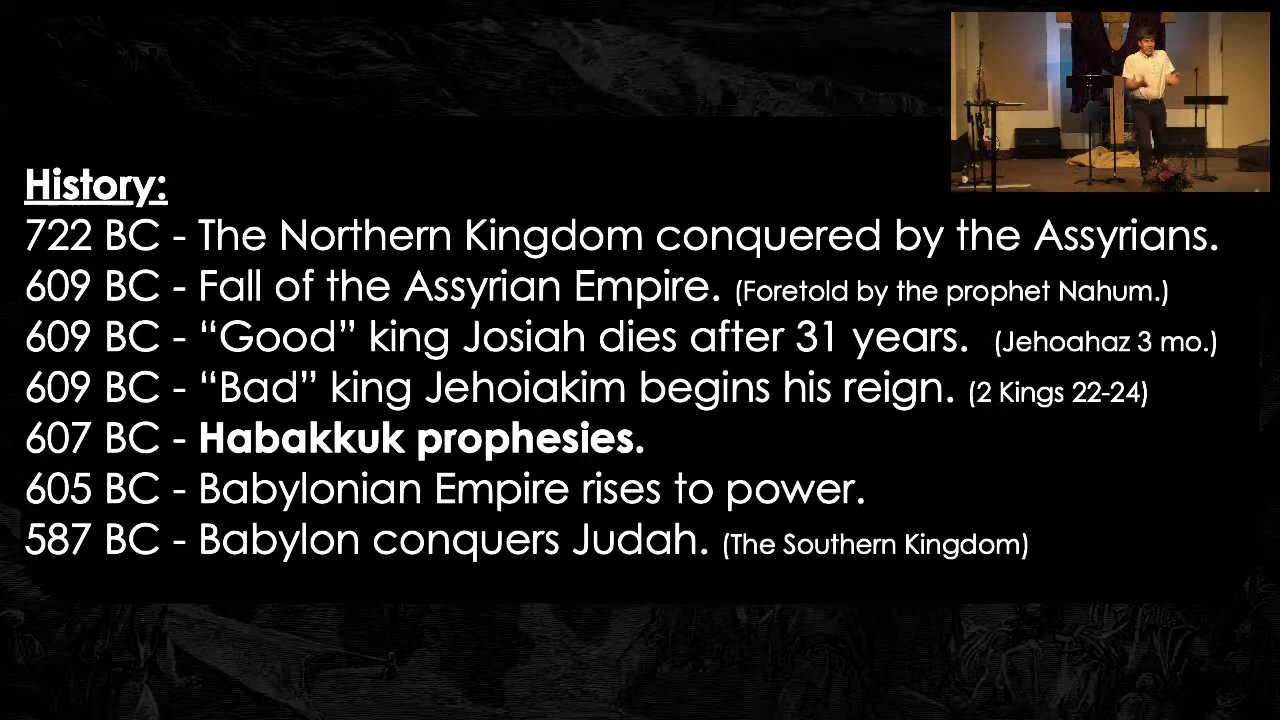 History:
722 BC - The Northern Kingdom conquered by the Assyrians.
609 BC - Fall of the Assyrian Empire. (Foretold by the prophet Nahum.)
609 BC - “Good” king Josiah dies after 31 years. (Jehoahaz 3 mo.)
609 BC - “Bad” king Jehoiakim begins his reign. (2 Kings 22-24)
607 BC - Habakkuk prophesies.
605 BC - Babylonian Empire rises to power.
587 BC - Babylon conquers Judah. (The Southern Kingdom)